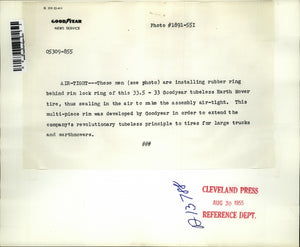 GOODYEAR
NEWS SERVICE
Photo #1891-55I
05309-855
AIR-TIGHT---These men (see photo) are installing rubber ring
behind rim lock ring of this 33.5 - 33 Goodyear tubeless Earth Mover
tire, thus sealing in the air to make the assembly air-tight. This
multi-piece rim was developed by Goodyear in order to extend the
company's revolutionary tubeless principle to tires for large trucks
and earthmovers.
###
CLEVELAND PRESS
AUG 30 1955
REFERENCE DEPT.